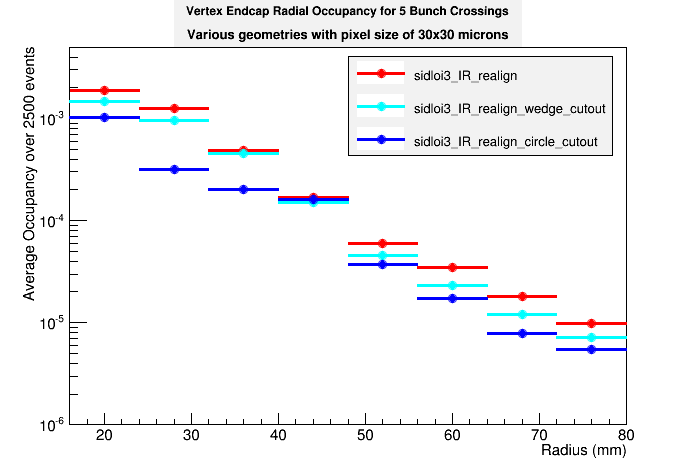 Vertex Endcap Radial Occupancy for 5 Bunch Crossings
Various geometries with pixel size of 30x30 microns
Average Occupancy over 2500 events
sidloi3_IR_realign
sidloi3_IR_realign_wedge_cutout
sidloi3_IR_realign_circle_cutout
10⁻³
10⁻⁴
10⁻⁵
10⁻⁶
20 30 40 50 60 70 80
Radius (mm)